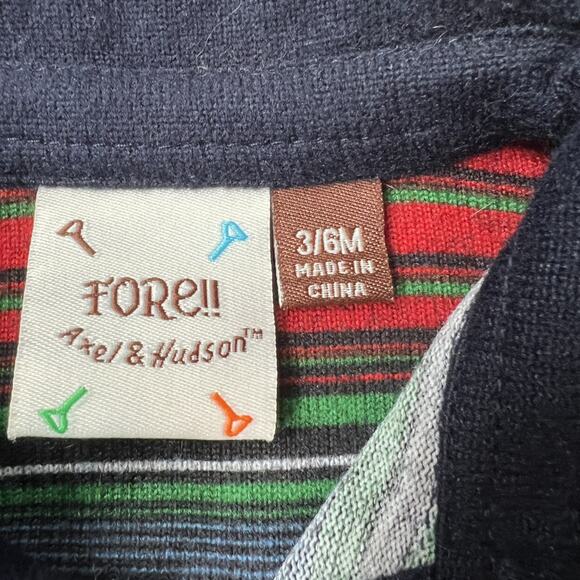 FORE!!
Axel & Hudson™
3/6M
MADE IN
CHINA